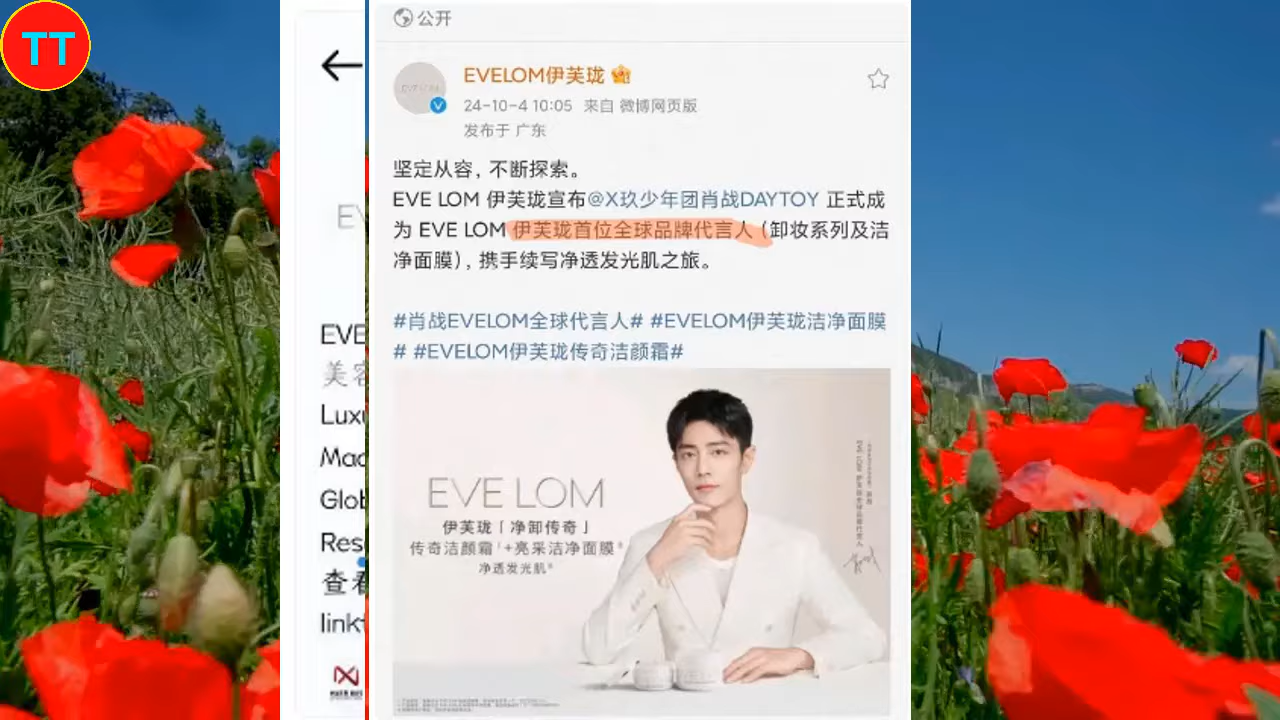 TT
公开
EVELOM伊芙珑
24-10-4 10:05 来自 微博网页版
发布于 广东
坚定从容，不断探索。
EVE LOM 伊芙珑宣布@X玖少年团肖战DAYTOY 正式成
为 EVE LOM 伊芙珑首位全球品牌代言人（卸妆系列及洁
净面膜），携手续写净透发光肌之旅。
#肖战EVELOM全球代言人# #EVELOM伊芙珑洁净面膜
# #EVELOM伊芙珑传奇洁颜霜#
EVE LOM
伊芙珑「净卸传奇」
传奇洁颜霜+亮采洁净面膜
净透发光肌
EVE
美容
Lux
Mac
Glob
Res
查看
link